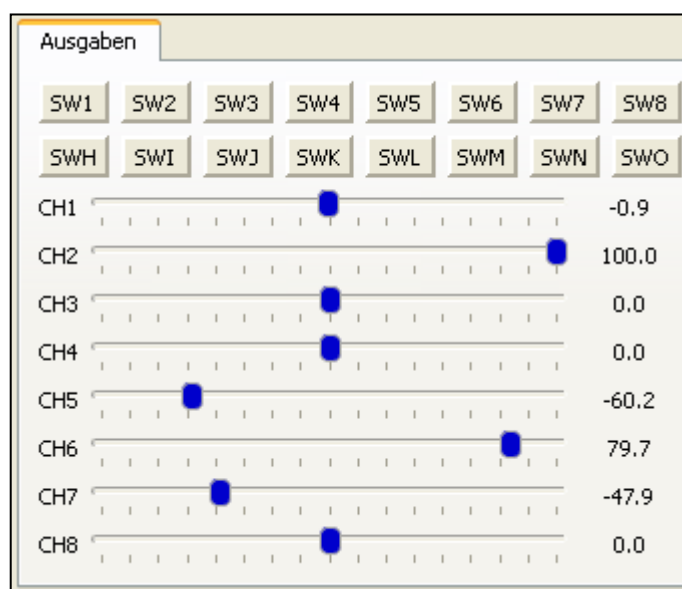 Ausgaben
SW1 SW2 SW3 SW4 SW5 SW6 SW7 SW8
SWH SWI SWJ SWK SWL SWM SWN SWO
CH1 -0.9
CH2 100.0
CH3 0.0
CH4 0.0
CH5 -60.2
CH6 79.7
CH7 -47.9
CH8 0.0